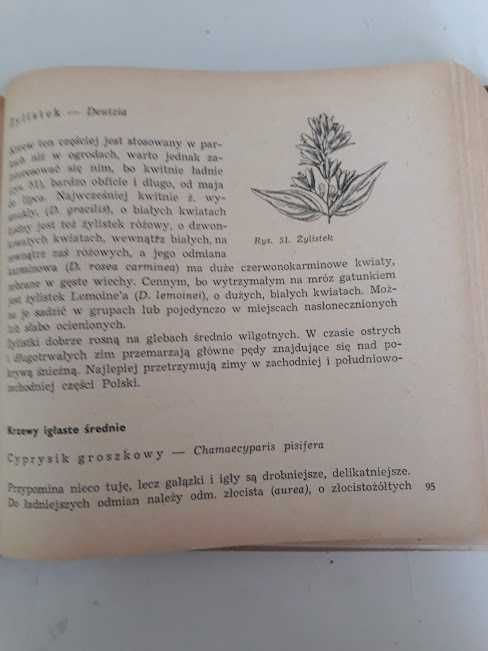 Żylistek — Deutzia
Krzew ten częściej jest stosowany w par-
kach niż w ogrodach, warto jednak za-
interesować się nim, bo kwitnie ładnie
(rys. 51), bardzo obficie i długo, od maja
do lipca. Najwcześniej kwitnie ż. wy-
smukły, (D. gracilis), o białych kwiatach
Ładny jest też żylistek różowy, o dzwon-
kowatych kwiatach, wewnątrz białych, na
zewnątrz zaś różowych, a jego odmiana
karminowa (D. rosea carminea) ma duże czerwonokarminowe kwiaty,
zebrane w gęste wiechy. Cennym, bo wytrzymałym na mróz gatunkiem
jest żylistek Lemoine'a (D. lemoinei), o dużych, białych kwiatach. Moż-
na je sadzić w grupach lub pojedynczo w miejscach nasłonecznionych
lub słabo ocienionych.
Żylistki dobrze rosną na glebach średnio wilgotnych. W czasie ostrych
i długotrwałych zim przemarzają główne pędy znajdujące się nad po-
krywą śnieżną. Najlepiej przetrzymują zimy w zachodniej i południowo-
zachodniej części Polski.
Rys. 51. Żylistek
Krzewy iglaste średnie
Cyprysik groszkowy — Chamaecyparis pisifera
Przypomina nieco tuję, lecz gałązki i igły są drobniejsze, delikatniejsze.
Do ładniejszych odmian należy odm. złocista (aurea), o złocistożółtych
95